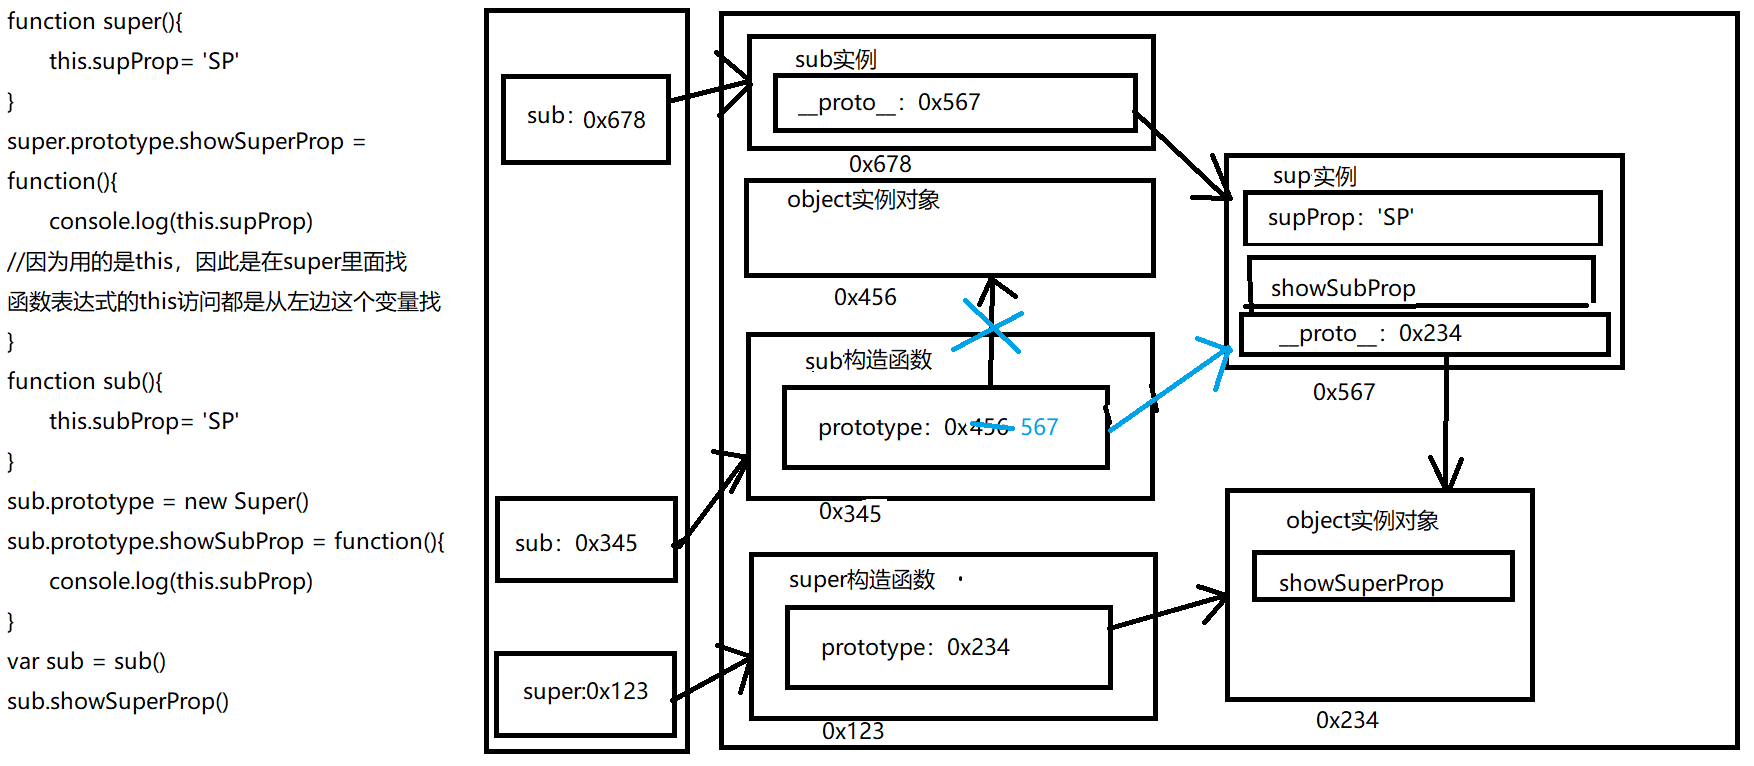 function super(){
this.supProp= 'SP'
}
super.prototype.showSuperProp =
function(){
console.log(this.supProp)
//因为用的是this，因此是在super里面找
函数表达式的this访问都是从左边这个变量找
}
function sub(){
this.subProp= 'SP'
}
sub.prototype = new Super()
sub.prototype.showSubProp = function(){
console.log(this.subProp)
}
var sub = sub()
sub.showSuperProp()
sub：0x678
sub：0x345
super:0x123
sub实例
__proto__：0x567
0x678
object实例对象
0x456
sub构造函数
prototype：0x456 567
0x345
super构造函数
prototype：0x234
0x123
sup实例
supProp：'SP'
showSubProp
__proto__：0x234
0x567
object实例对象
showSuperProp
0x234